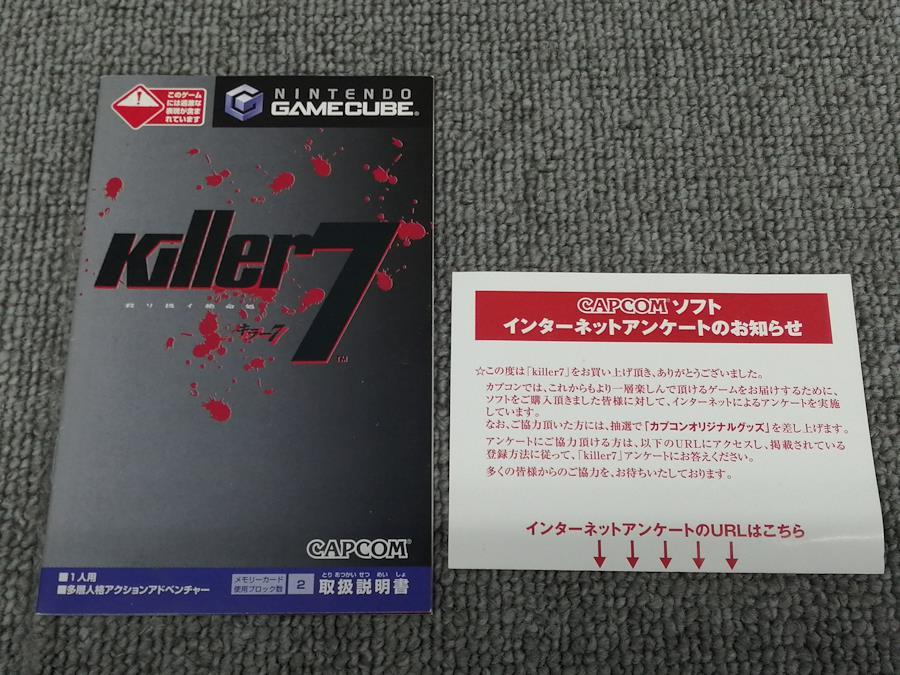 このゲーム
には過激な
表現が含ま
れています
NINTENDO
GAMECUBE®
killer7
キラー7
TM
CAPCOM®
■1人用
■多層人格アクションアドベンチャー
メモリーカード
使用ブロック数
2
とりあつかいせつめいしょ
取扱説明書
CAPCOM®ソフト
インターネットアンケートのお知らせ
☆この度は「killer7」をお買い上げ頂き、ありがとうございました。
カプコンでは、これからもより一層楽しんで頂けるゲームをお届けするために、
ソフトをご購入頂きました皆様に対して、インターネットによるアンケートを実施
しています。
なお、ご協力頂いた方には、抽選で「カプコンオリジナルグッズ」を差し上げます。
アンケートにご協力頂ける方は、以下のURLにアクセスし、掲載されている
登録方法に従って、「killer7」アンケートにお答えください。
多くの皆様からのご協力を、お待ちいたしております。
インターネットアンケートのURLはこちら